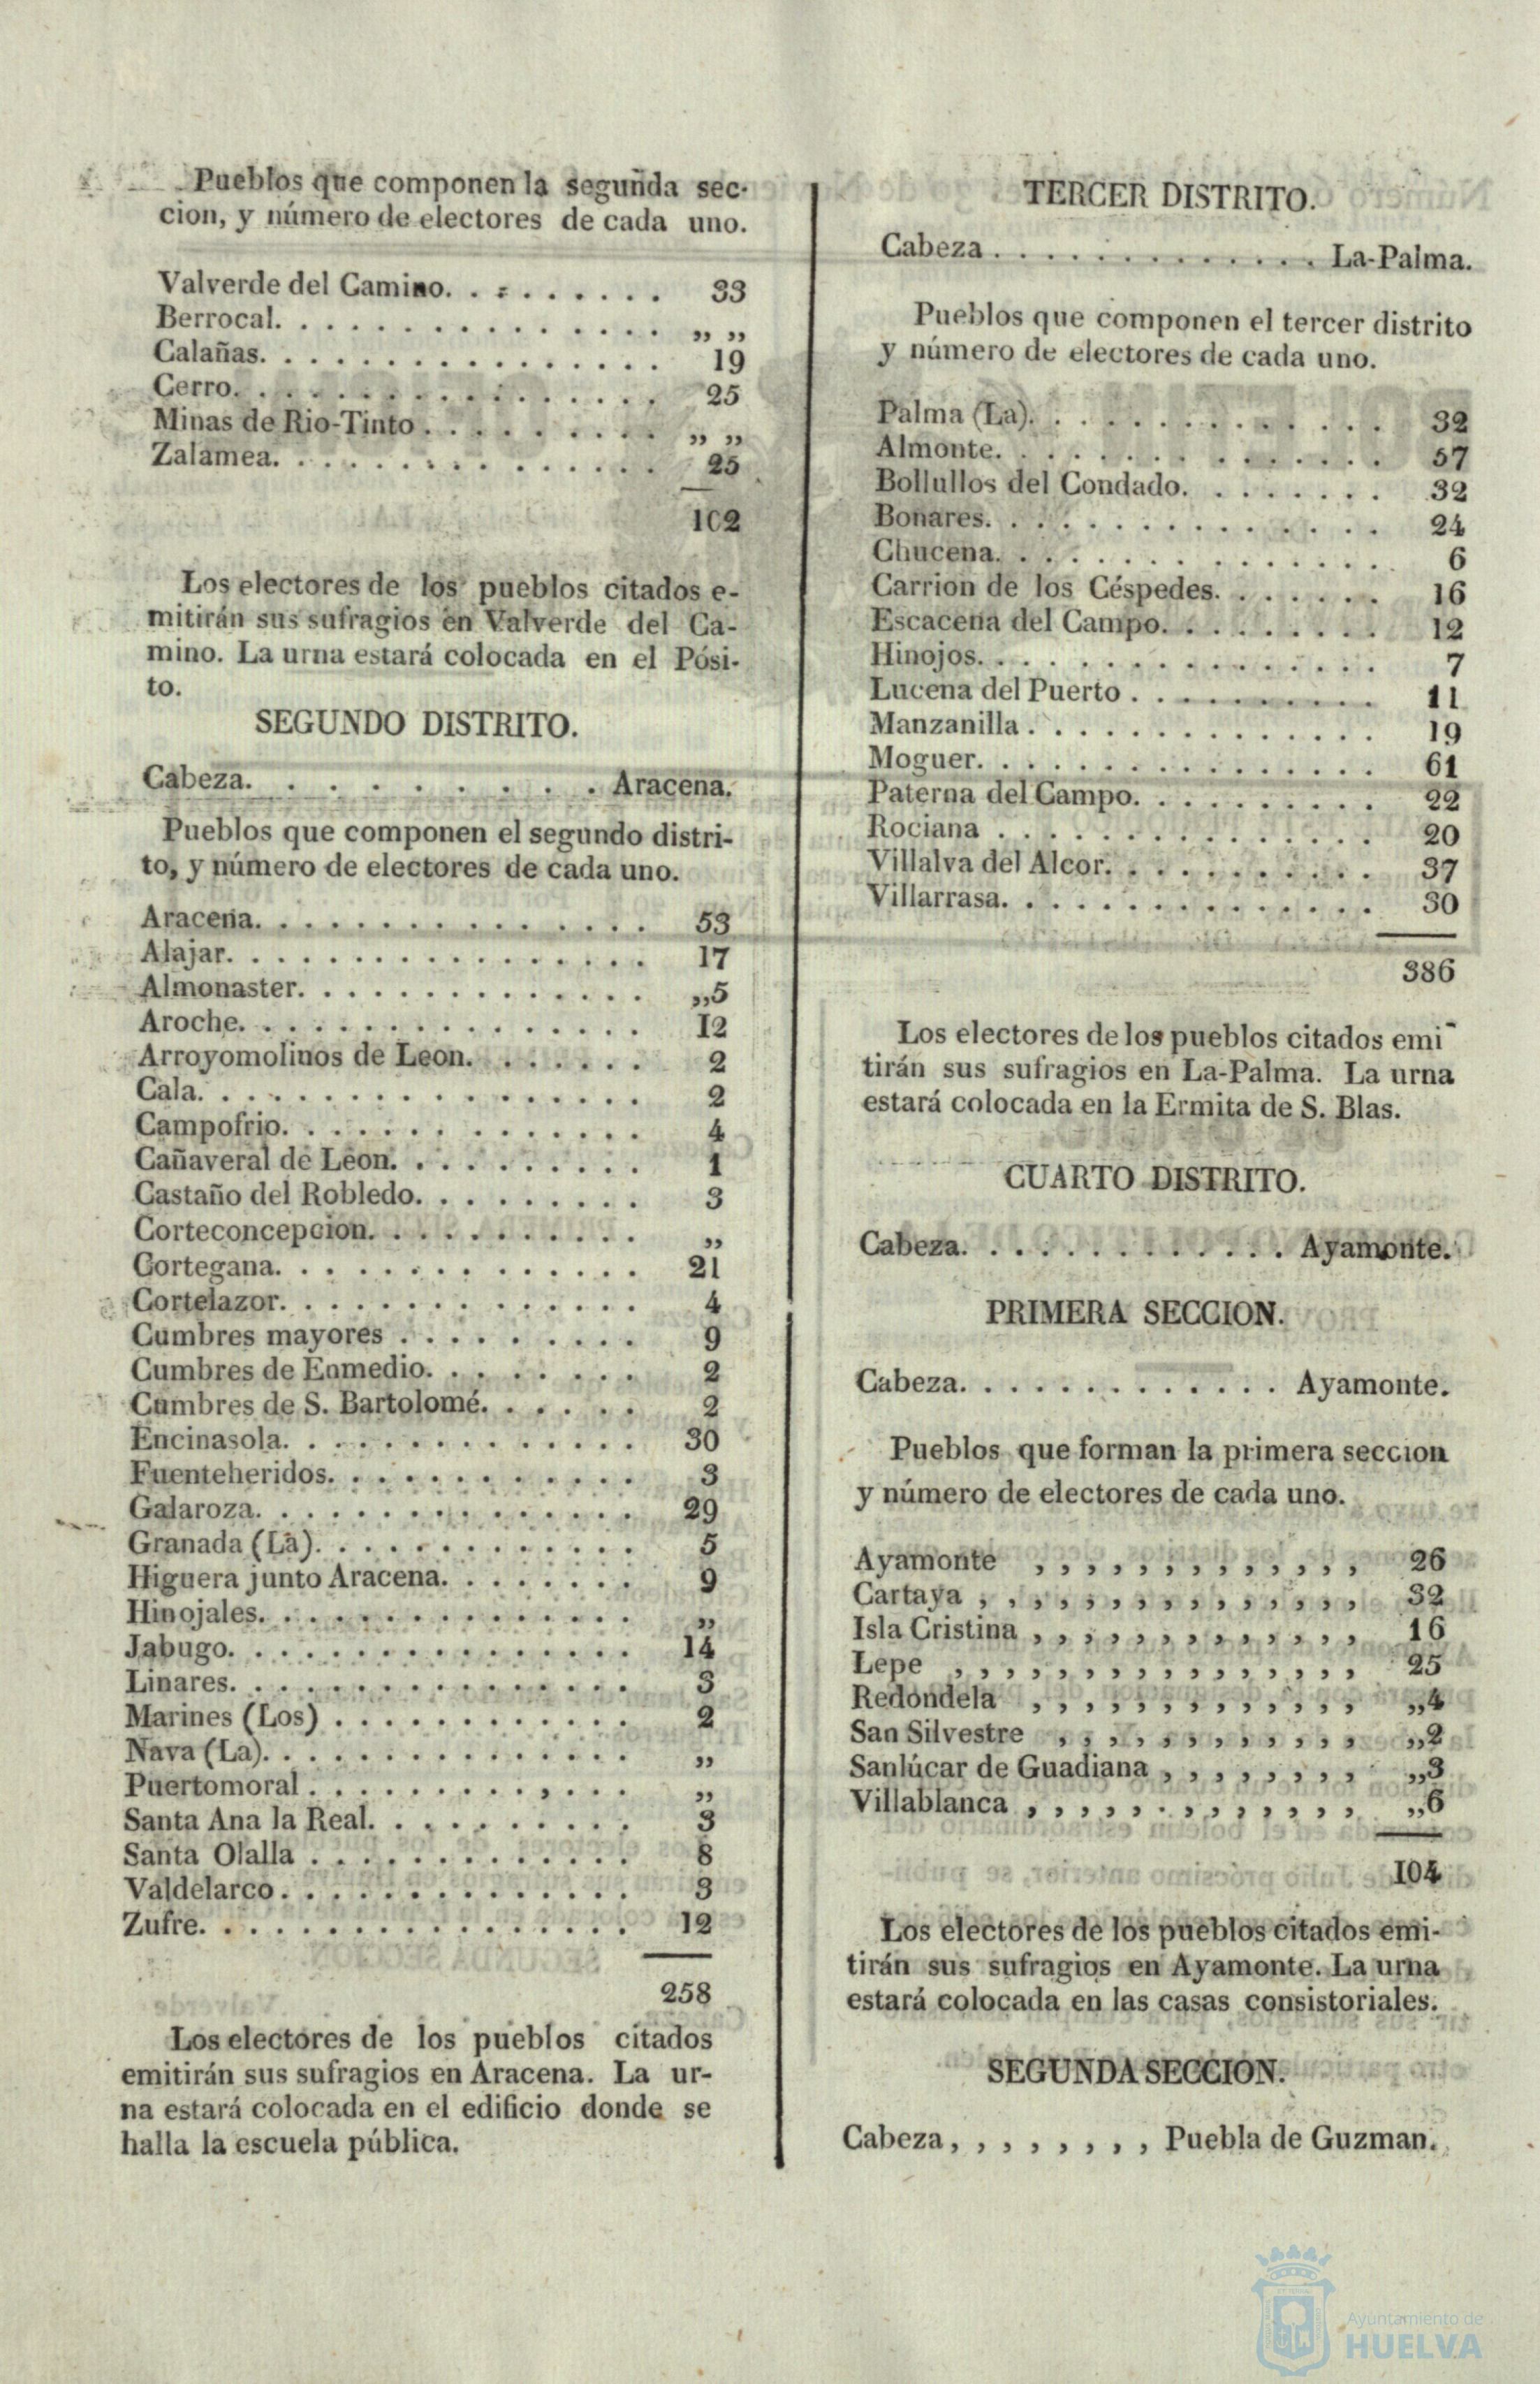 Pueblos que componen la segunda sec-
cion, y número de electores de cada uno.
Valverde del Camino. . . . . . . . . 33
Berrocal. . . . . . . . . . . . . . . . ,, ,,
Calañas. . . . . . . . . . . . . . . . 19
Cerro. . . . . . . . . . . . . . . . . 25
Minas de Rio-Tinto . . . . . . . . . . ,, ,,
Zalamea. . . . . . . . . . . . . . . . 25
102
Los electores de los pueblos citados e-
mitirán sus sufragios en Valverde del Ca-
mino. La urna estará colocada en el Pósi-
to.
SEGUNDO DISTRITO.
Cabeza. . . . . . . . . . Aracena.
Pueblos que componen el segundo distri-
to, y número de electores de cada uno.
Aracena. . . . . . . . . . . . . . . . 53
Alajar. . . . . . . . . . . . . . . . . 17
Almonaster. . . . . . . . . . . . . . ,,5
Aroche. . . . . . . . . . . . . . . . 12
Arroyomolinos de Leon. . . . . . . 2
Cala. . . . . . . . . . . . . . . . . . 2
Campofrio. . . . . . . . . . . . . . 4
Cañaveral de Leon. . . . . . . . . . 1
Castaño del Robledo. . . . . . . . . 3
Corteconcepcion. . . . . . . . . . . ,,
Cortegana. . . . . . . . . . . . . . . 21
Cortelazor. . . . . . . . . . . . . . 4
Cumbres mayores . . . . . . . . . . 9
Cumbres de Enmedio. . . . . . . . . 2
Cumbres de S. Bartolomé. . . . . . . 2
Encinasola. . . . . . . . . . . . . . 30
Fuenteheridos. . . . . . . . . . . . . 3
Galaroza. . . . . . . . . . . . . . . 29
Granada (La). . . . . . . . . . . . . 5
Higuera junto Aracena. . . . . . . . 9
Hinojales. . . . . . . . . . . . . . . ,,
Jabugo. . . . . . . . . . . . . . . . 14
Linares. . . . . . . . . . . . . . . . 3
Marines (Los) . . . . . . . . . . . . 2
Nava (La). . . . . . . . . . . . . . . ,,
Puertomoral . . . . . . . . . , . . . ,,
Santa Ana la Real. . . . . . . . . . . 3
Santa Olalla . . . . . . . . . . . . . 8
Valdelarco . . . . . . . . . . . . . . 3
Zufre. . . . . . . . . . . . . . . . . 12
258
Los electores de los pueblos citados
emitirán sus sufragios en Aracena. La ur-
na estará colocada en el edificio donde se
halla la escuela pública.
TERCER DISTRITO.
Cabeza . . . . . . . . . . . . . La-Palma.
Pueblos que componen el tercer distrito
y número de electores de cada uno.
Palma (La). . . . . . . . . . . . . . . 32
Almonte. . . . . . . . . . . . . . . . 57
Bollullos del Condado. . . . . . . . . 32
Bonares. . . . . . . . . . . . . . . . 24
Chucena. . . . . . . . . . . . . . . . 6
Carrion de los Céspedes. . . . . . . . 16
Escacena del Campo. . . . . . . . . . 12
Hinojos. . . . . . . . . . . . . . . . 7
Lucena del Puerto . . . . . . . . . . 11
Manzanilla . . . . . . . . . . . . . . 19
Moguer. . . . . . . . . . . . . . . . 61
Paterna del Campo. . . . . . . . . . . 22
Rociana . . . . . . . . . . . . . . . 20
Villalva del Alcor. . . . . . . . . . . 37
Villarrasa. . . . . . . . . . . . . . . 30
386
Los electores de los pueblos citados emi-
tirán sus sufragios en La-Palma. La urna
estará colocada en la Ermita de S. Blas.
CUARTO DISTRITO.
Cabeza. . . . . . . . . . . . . Ayamonte.
PRIMERA SECCION.
Cabeza. . . . . . . . . . . . . Ayamonte.
Pueblos que forman la primera seccion
y número de electores de cada uno.
Ayamonte , , , , , , , , , , , , , 26
Cartaya , , , , , , , , , , , , , , , 32
Isla Cristina , , , , , , , , , , , , , 16
Lepe , , , , , , , , , , , , , , , , 25
Redondela , , , , , , , , , , , , , ,,4
San Silvestre , , , , , , , , , , , , ,,2
Sanlúcar de Guadiana , , , , , , , , ,,3
Villablanca , , , , , . , , , , , , , ,,6
104
Los electores de los pueblos citados emi-
tirán sus sufragios en Ayamonte. La urna
estará colocada en las casas consistoriales.
SEGUNDA SECCION.
Cabeza , , , , , , , , Puebla de Guzman.
Ayuntamiento de
HUELVA